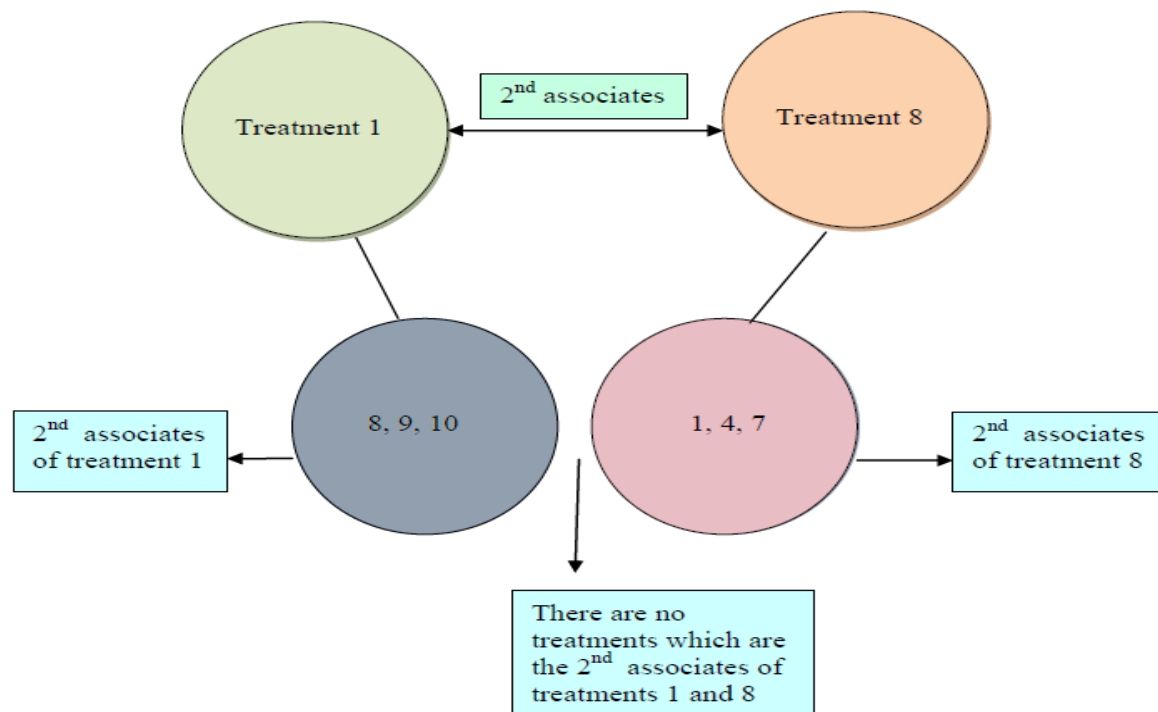 2nd associates
Treatment 1
Treatment 8
8, 9, 10
1, 4, 7
2nd associates
of treatment 1
2nd associates
of treatment 8
There are no
treatments which are
the 2nd associates of
treatments 1 and 8